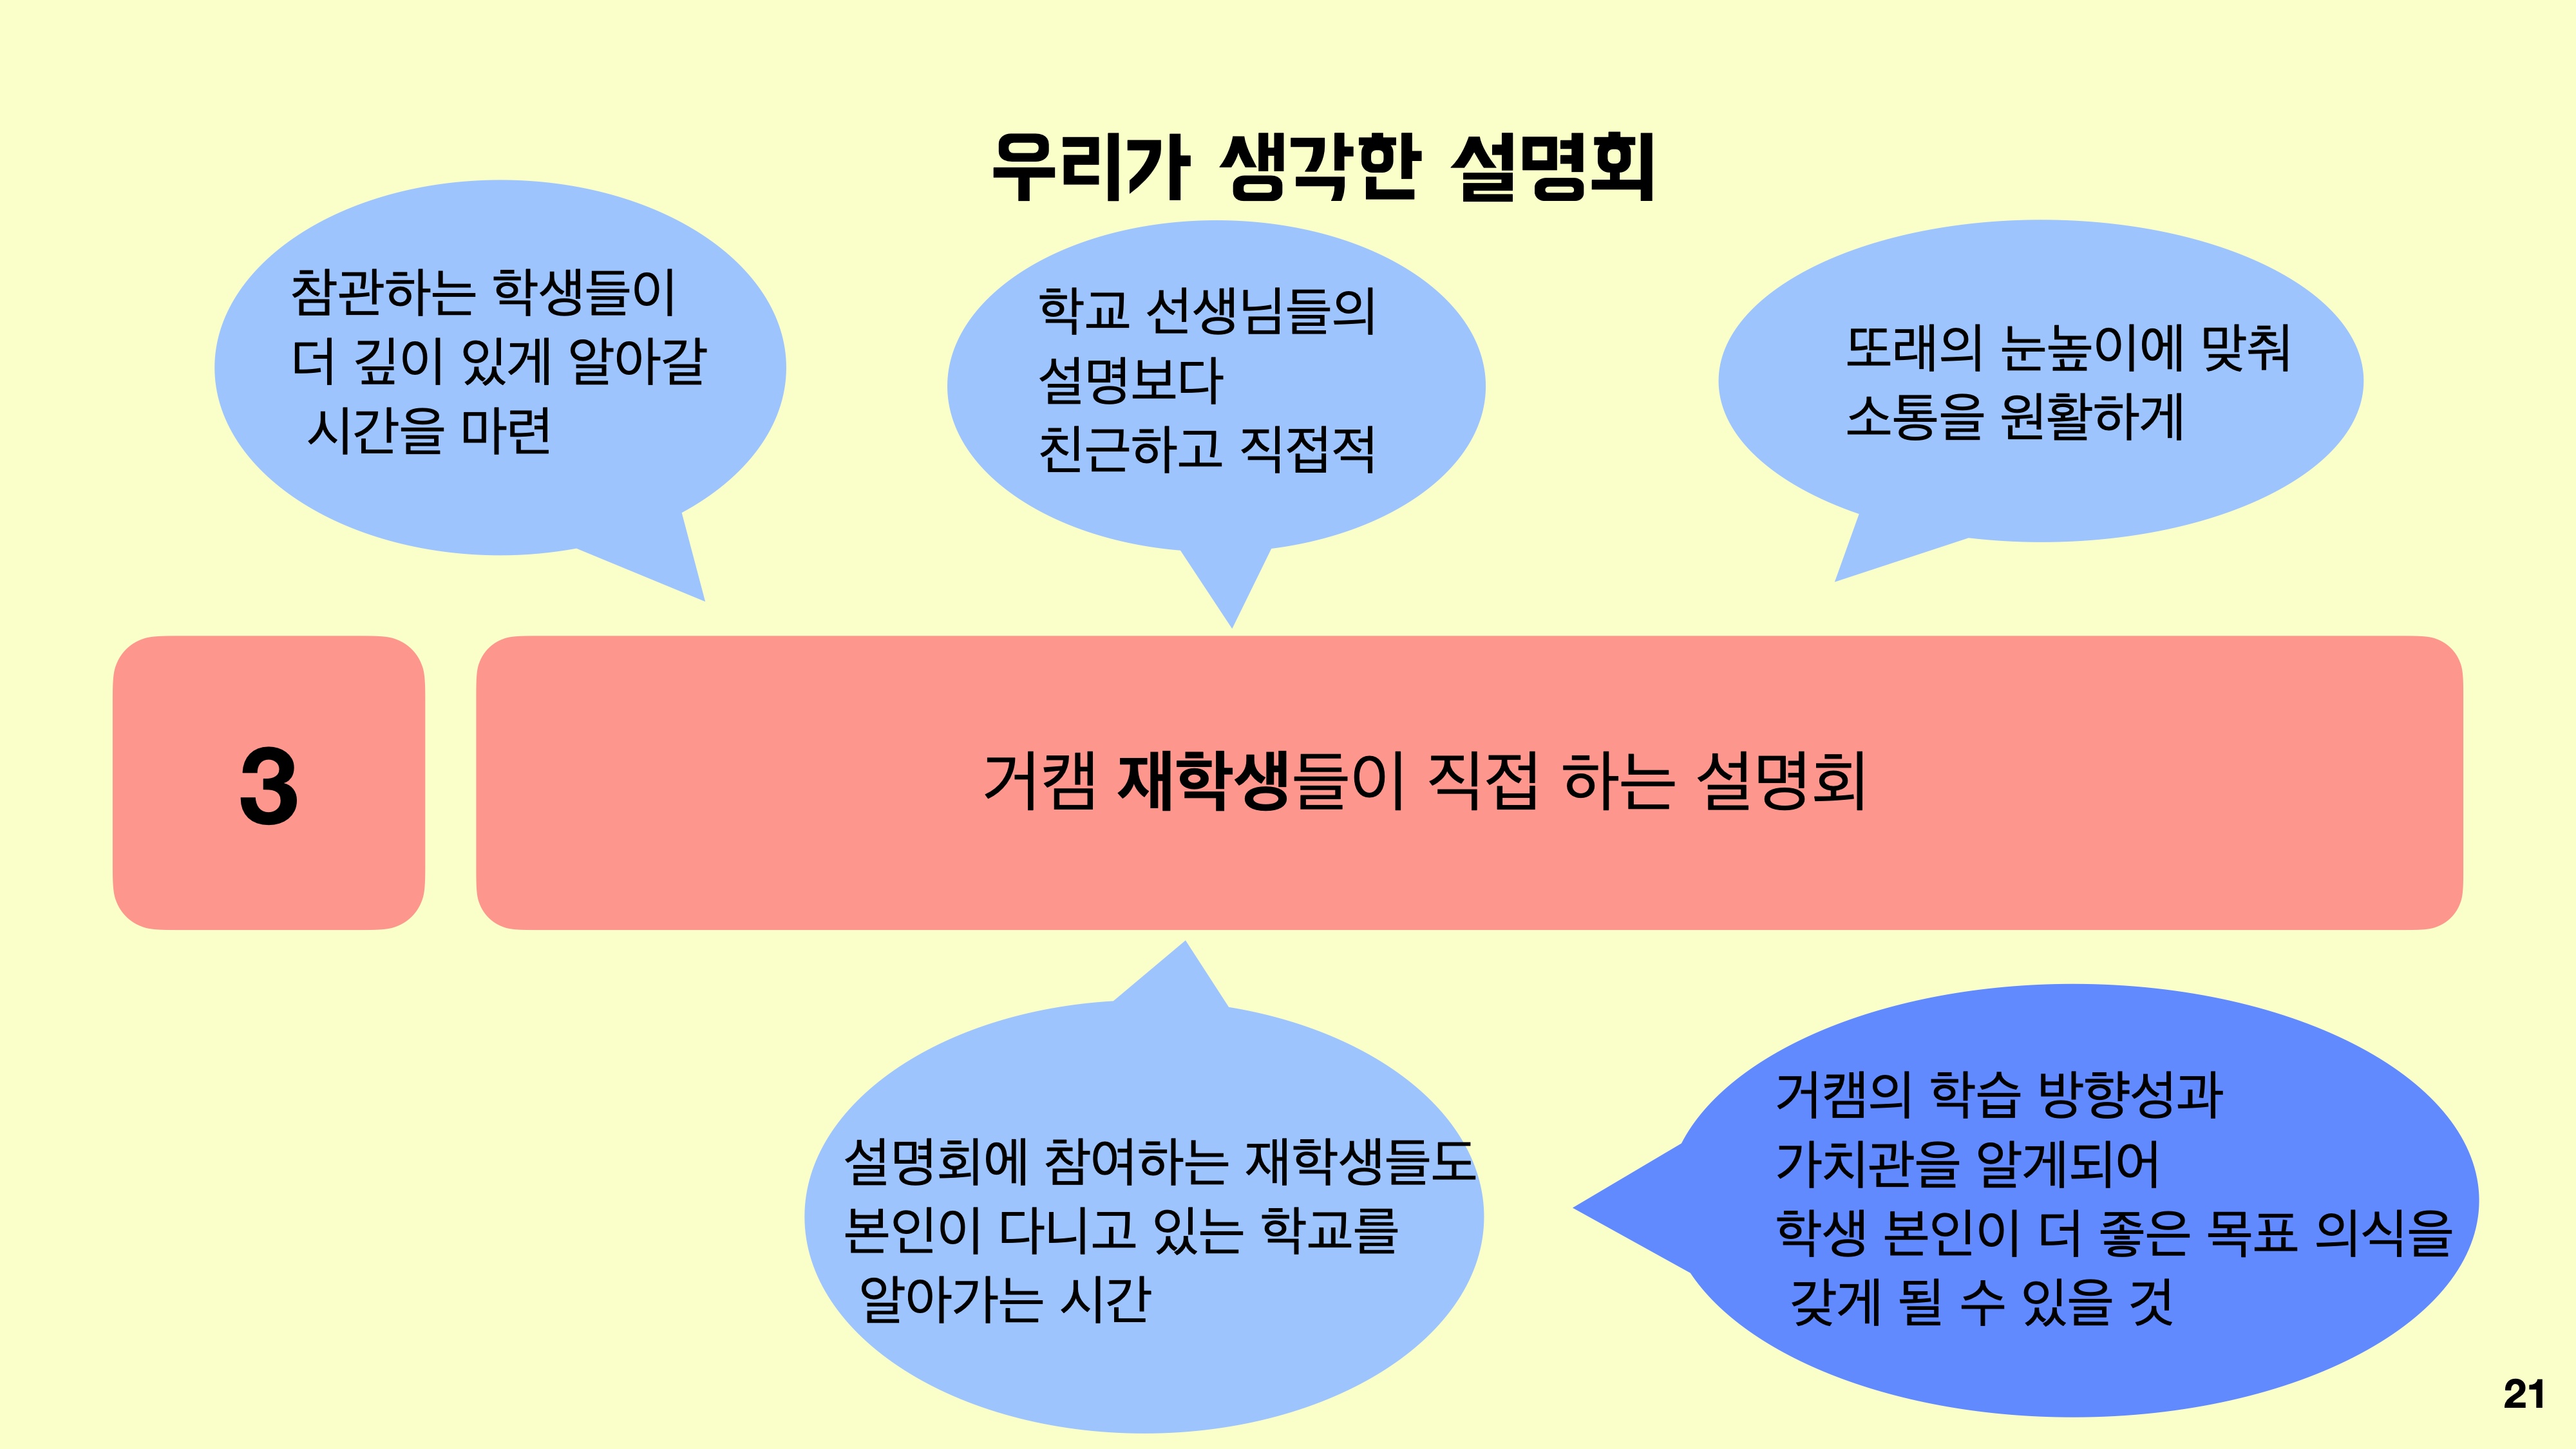 우리가 생각한 설명회
참관하는 학생들이
더 깊이 있게 알아갈
시간을 마련
학교 선생님들의
설명보다
친근하고 직접적
또래의 눈높이에 맞춰
소통을 원활하게
3
거캠 재학생들이 직접 하는 설명회
설명회에 참여하는 재학생들도
본인이 다니고 있는 학교를
알아가는 시간
거캠의 학습 방향성과
가치관을 알게되어
학생 본인이 더 좋은 목표 의식을
갖게 될 수 있을 것
21